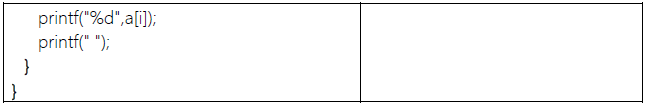 printf("%d",a[i]);
printf(" ");
}
}